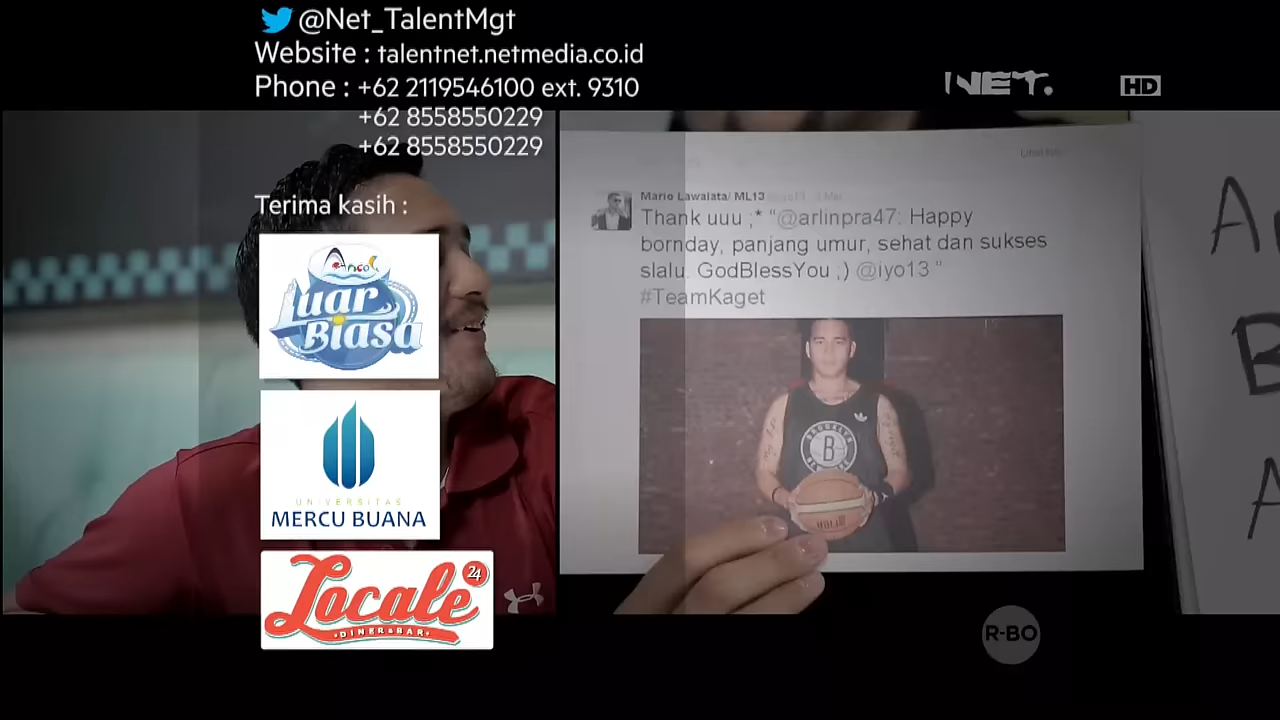 @Net_TalentMgt
Website : talentnet.netmedia.co.id
Phone : +62 2119546100 ext. 9310
+62 8558550229
+62 8558550229
NET.
HD
Terima kasih :
Ancol
Luar
Biasa
UNIVERSITAS
MERCU BUANA
Locale
24
DINER & BAR
Mario Lawalata/ ML13
Thank uuu ;* "@arlinpra47: Happy
bornday, panjang umur, sehat dan sukses
slalu. GodBlessYou ,) @iyo13 "
#TeamKaget
BROOKLYN
B
A
B
A
R-BO